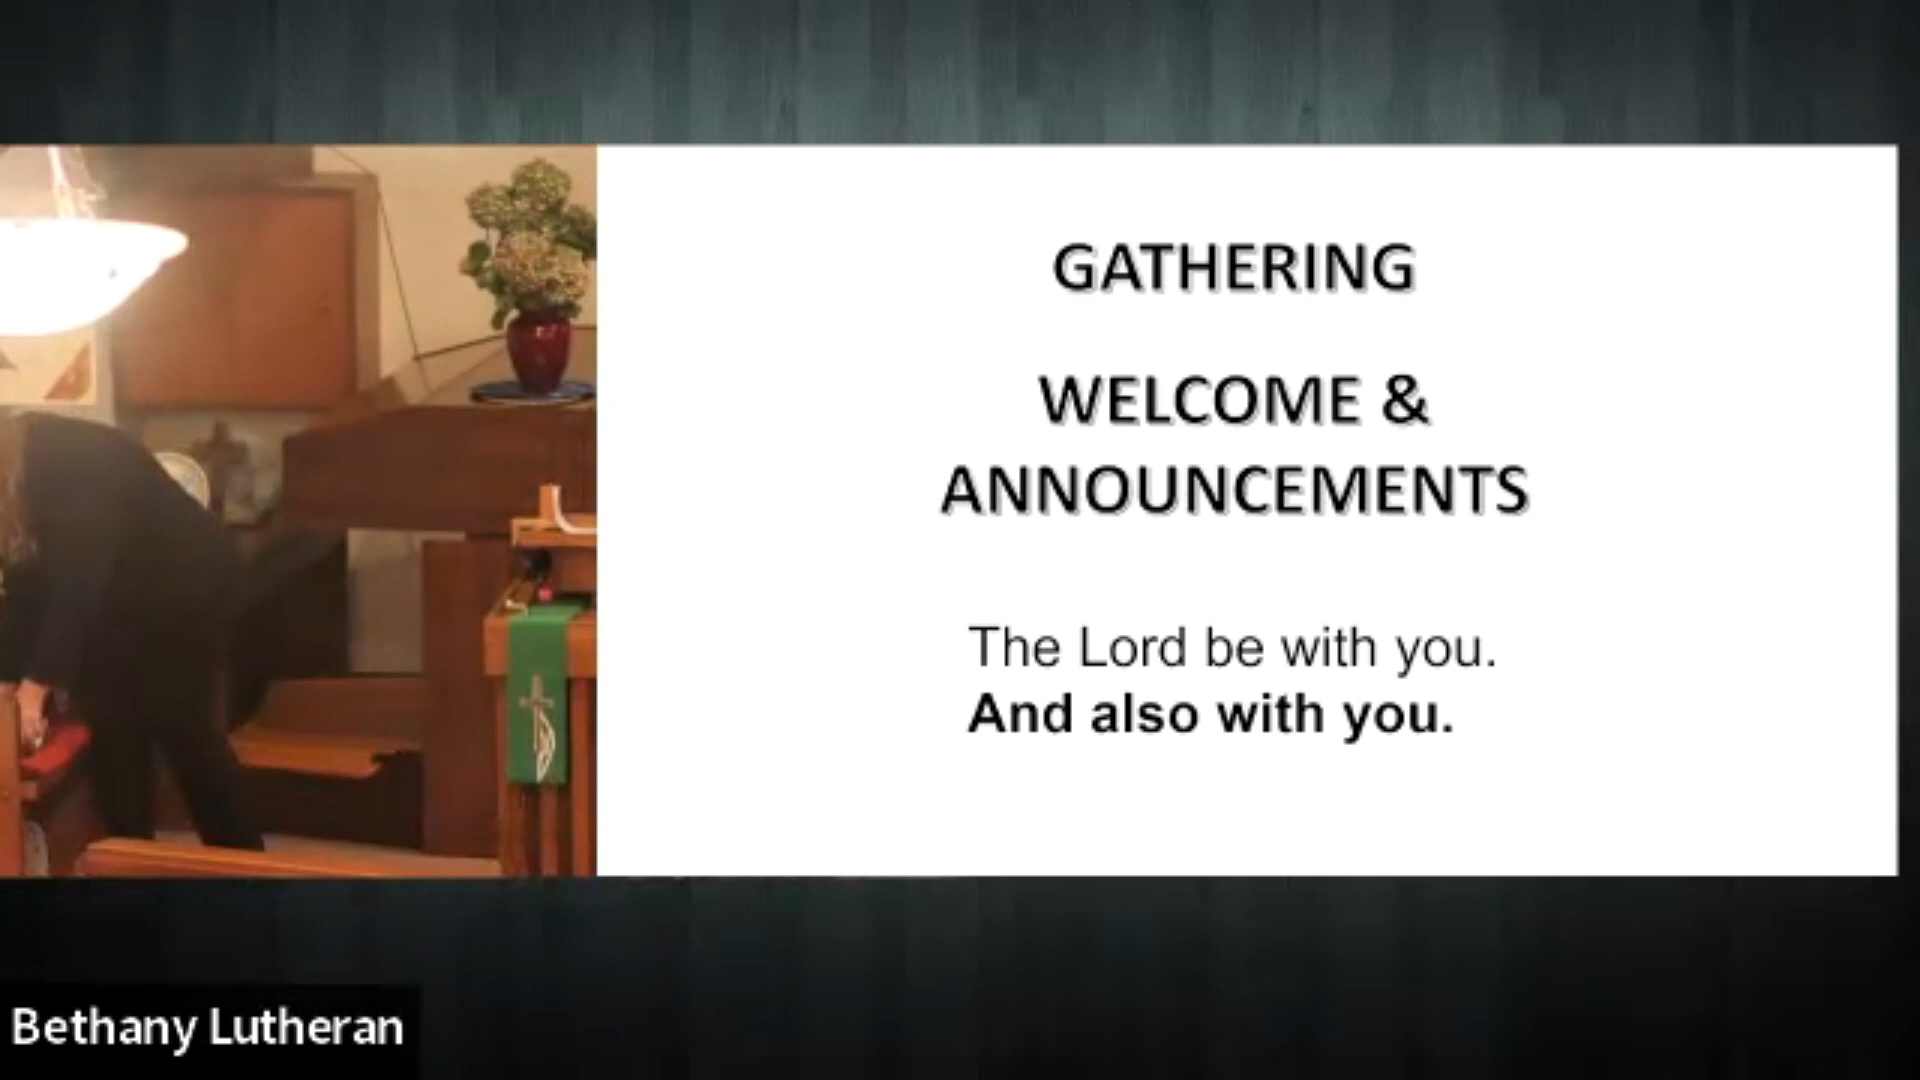 GATHERING
WELCOME &
ANNOUNCEMENTS
The Lord be with you.
And also with you.
Bethany Lutheran